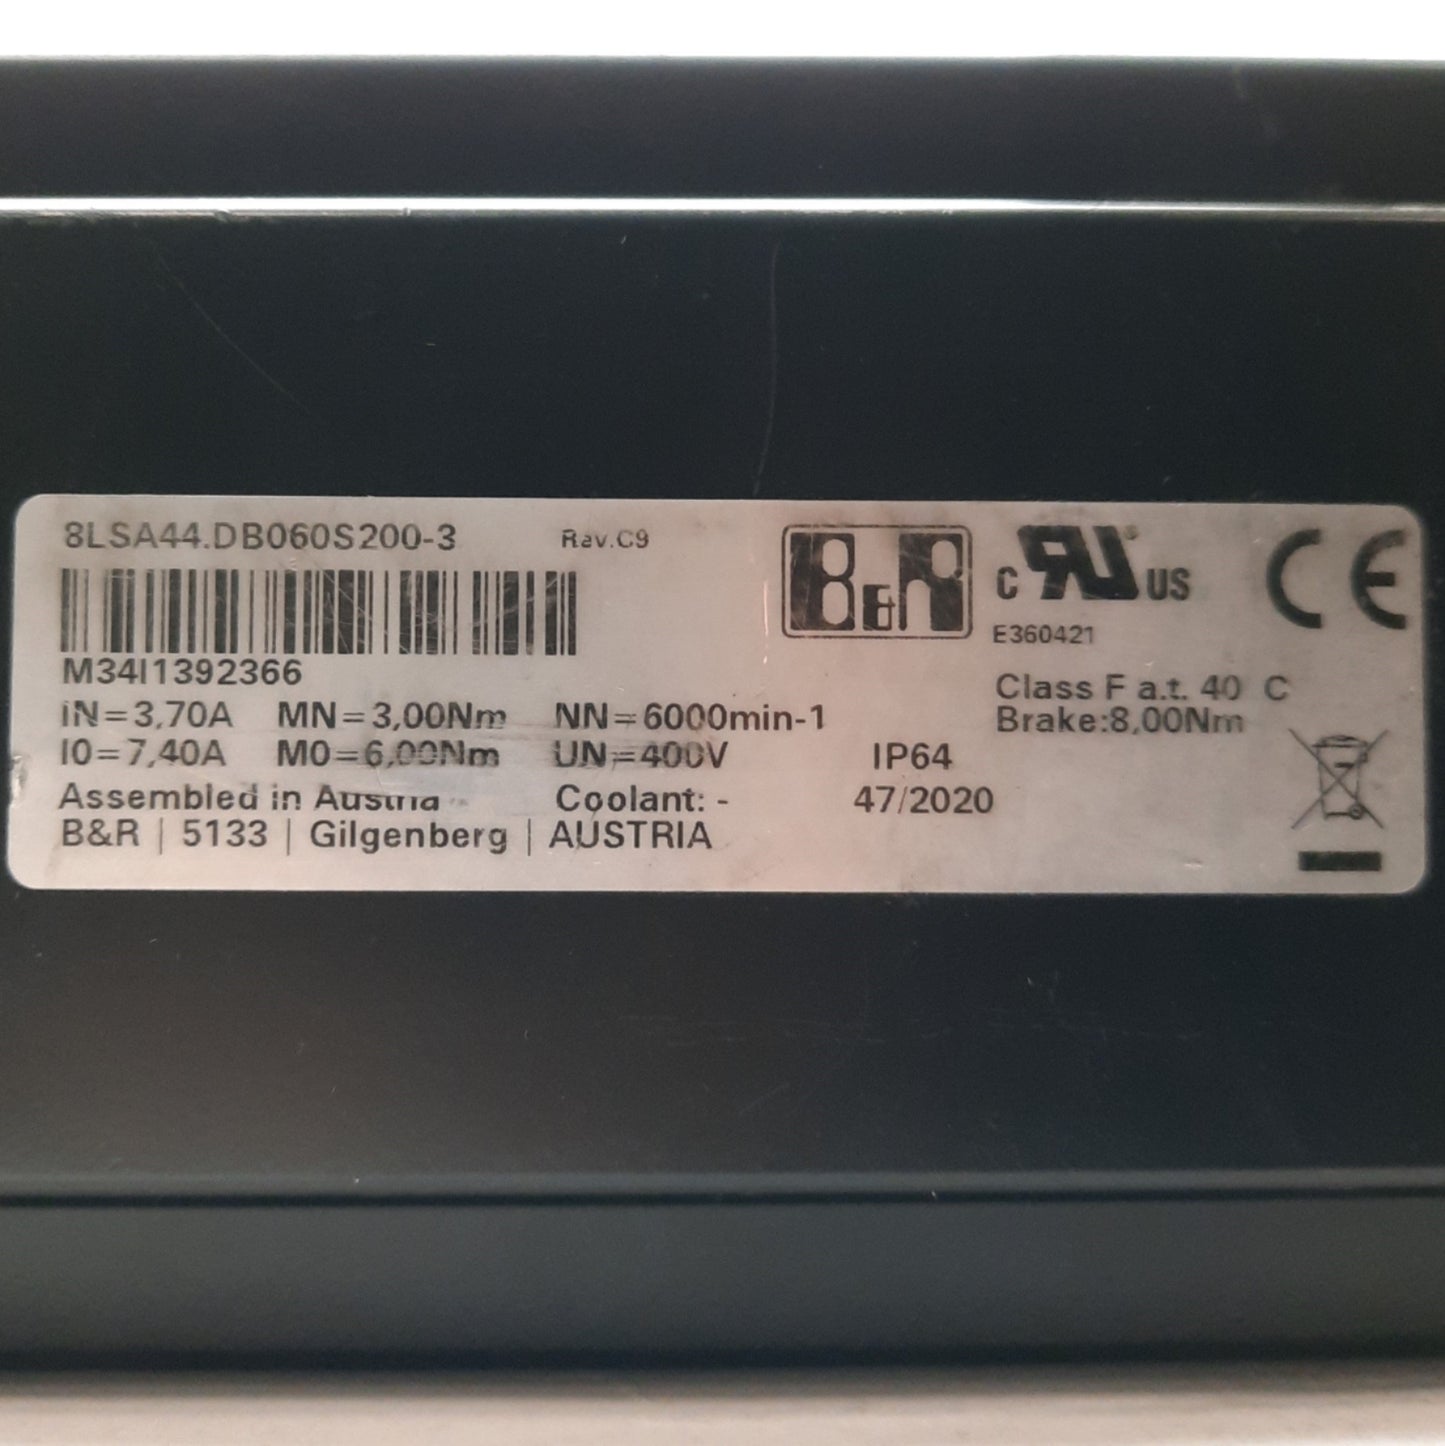 8LSA44.DB060S200-3 Rev.C9
B&R
c RU US
CE
E360421
M34I1392366
Class F a.t. 40 C
IN=3,70A MN=3,00Nm NN=6000min-1
Brake:8,00Nm
I0=7,40A M0=6,00Nm UN=400V IP64
Assembled in Austria Coolant: - 47/2020
B&R | 5133 | Gilgenberg | AUSTRIA